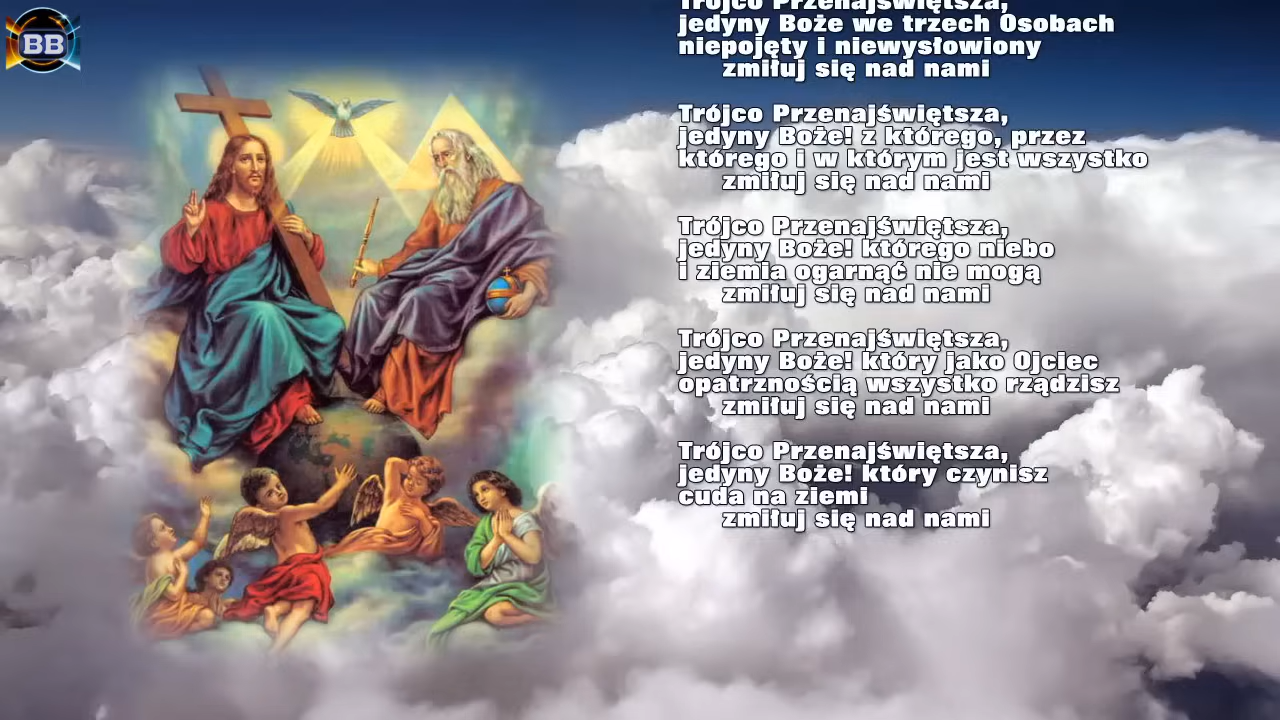 BB
Trójco Przenajświętsza,
jedyny Boże we trzech Osobach
niepojęty i niewysłowiony
zmiłuj się nad nami
Trójco Przenajświętsza,
jedyny Boże! z którego, przez
którego i w którym jest wszystko
zmiłuj się nad nami
Trójco Przenajświętsza,
jedyny Boże! którego niebo
i ziemia ogarnąć nie mogą
zmiłuj się nad nami
Trójco Przenajświętsza,
jedyny Boże! który jako Ojciec
opatrznością wszystko rządzisz
zmiłuj się nad nami
Trójco Przenajświętsza,
jedyny Boże! który czynisz
cuda na ziemi
zmiłuj się nad nami